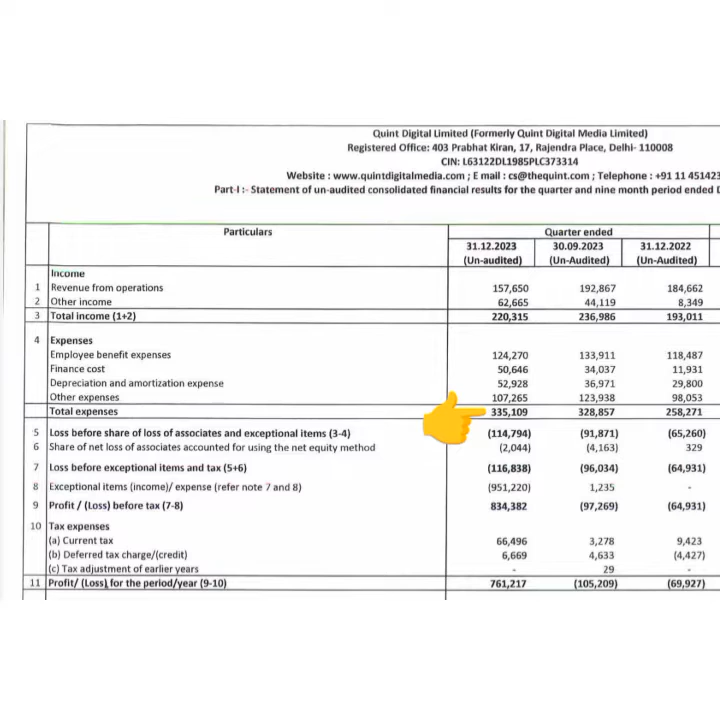 Quint Digital Limited (Formerly Quint Digital Media Limited)
Registered Office: 403 Prabhat Kiran, 17, Rajendra Place, Delhi- 110008
CIN: L63122DL1985PLC373314
Website : www.quintdigitalmedia.com ; E mail : cs@thequint.com ; Telephone : +91 11 451423
Part-I :- Statement of un-audited consolidated financial results for the quarter and nine month period ended D
Particulars Quarter ended
31.12.2023 30.09.2023 31.12.2022
(Un-audited) (Un-Audited) (Un-Audited)
Income
1 Revenue from operations 157,650 192,867 184,662
2 Other income 62,665 44,119 8,349
3 Total income (1+2) 220,315 236,986 193,011
4 Expenses
Employee benefit expenses 124,270 133,911 118,487
Finance cost 50,646 34,037 11,931
Depreciation and amortization expense 52,928 36,971 29,800
Other expenses 107,265 123,938 98,053
Total expenses 335,109 328,857 258,271
5 Loss before share of loss of associates and exceptional items (3-4) (114,794) (91,871) (65,260)
6 Share of net loss of associates accounted for using the net equity method (2,044) (4,163) 329
7 Loss before exceptional items and tax (5+6) (116,838) (96,034) (64,931)
8 Exceptional items (income)/ expense (refer note 7 and 8) (951,220) 1,235 -
9 Profit / (Loss) before tax (7-8) 834,382 (97,269) (64,931)
10 Tax expenses
(a) Current tax 66,496 3,278 9,423
(b) Deferred tax charge/(credit) 6,669 4,633 (4,427)
(c) Tax adjustment of earlier years - 29 -
11 Profit/ (Loss) for the period/year (9-10) 761,217 (105,209) (69,927)